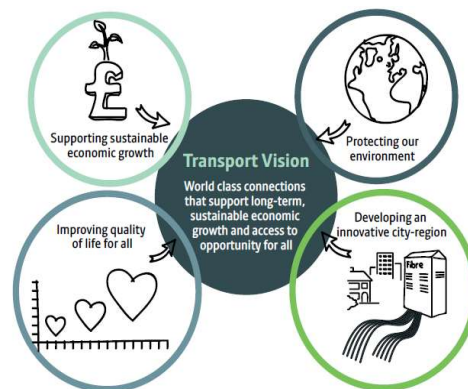 £
Supporting sustainable
economic growth
Protecting our
environment
Transport Vision
World class connections
that support long-term,
sustainable economic
growth and access to
opportunity for all
Improving quality
of life for all
Developing an
innovative city-region
Fibre